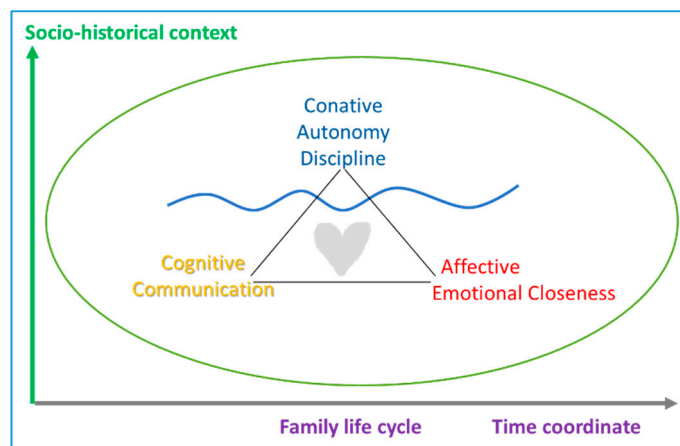 Socio-historical context
Conative
Autonomy
Discipline
Cognitive
Communication
Affective
Emotional Closeness
Family life cycle
Time coordinate